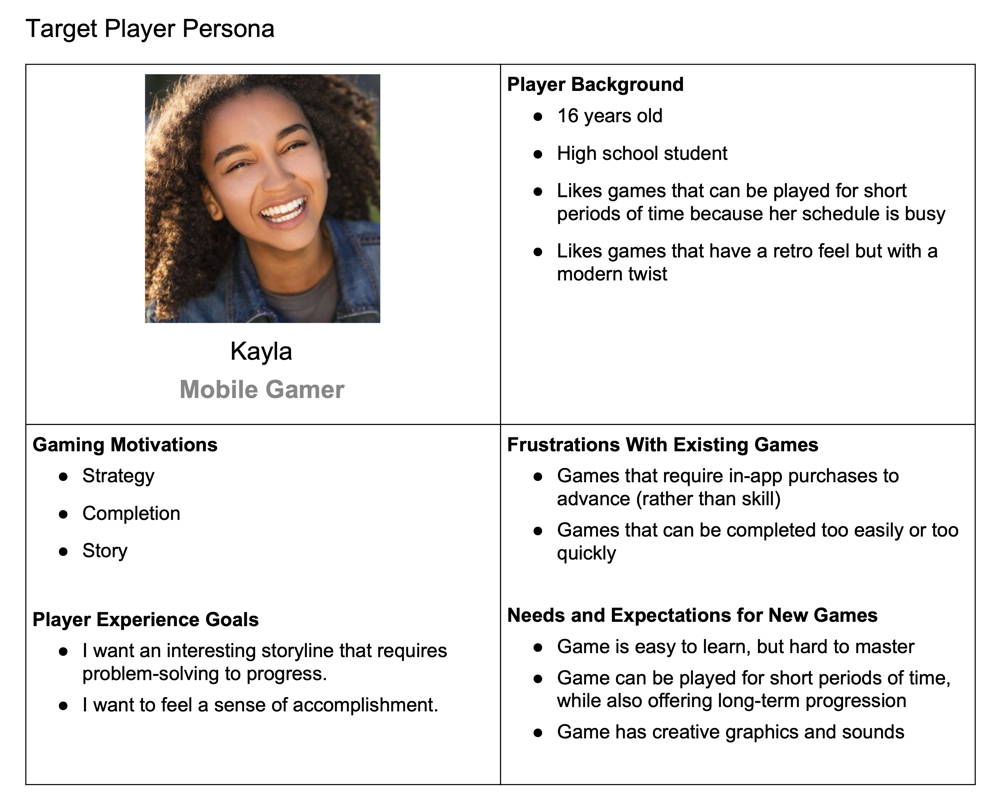 Target Player Persona
Kayla
Mobile Gamer
Player Background
● 16 years old
● High school student
● Likes games that can be played for short
periods of time because her schedule is busy
● Likes games that have a retro feel but with a
modern twist
Gaming Motivations
● Strategy
● Completion
● Story
Player Experience Goals
● I want an interesting storyline that requires
problem-solving to progress.
● I want to feel a sense of accomplishment.
Frustrations With Existing Games
● Games that require in-app purchases to
advance (rather than skill)
● Games that can be completed too easily or too
quickly
Needs and Expectations for New Games
● Game is easy to learn, but hard to master
● Game can be played for short periods of time,
while also offering long-term progression
● Game has creative graphics and sounds